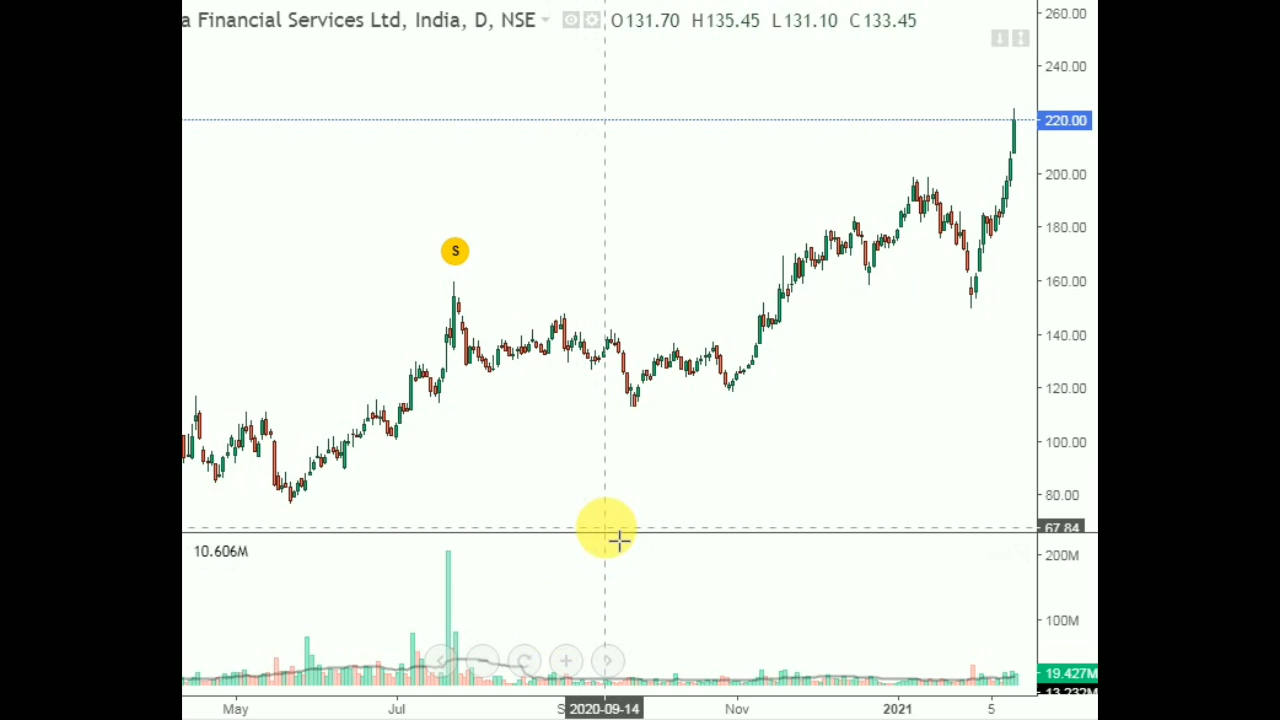 a Financial Services Ltd, India, D, NSE O131.70 H135.45 L131.10 C133.45
260.00
240.00
220.00
200.00
180.00
S
160.00
140.00
120.00
100.00
80.00
67.84
10.606M
200M
100M
19.427M
13.232M
May Jul S 2020-09-14 Nov 2021 5